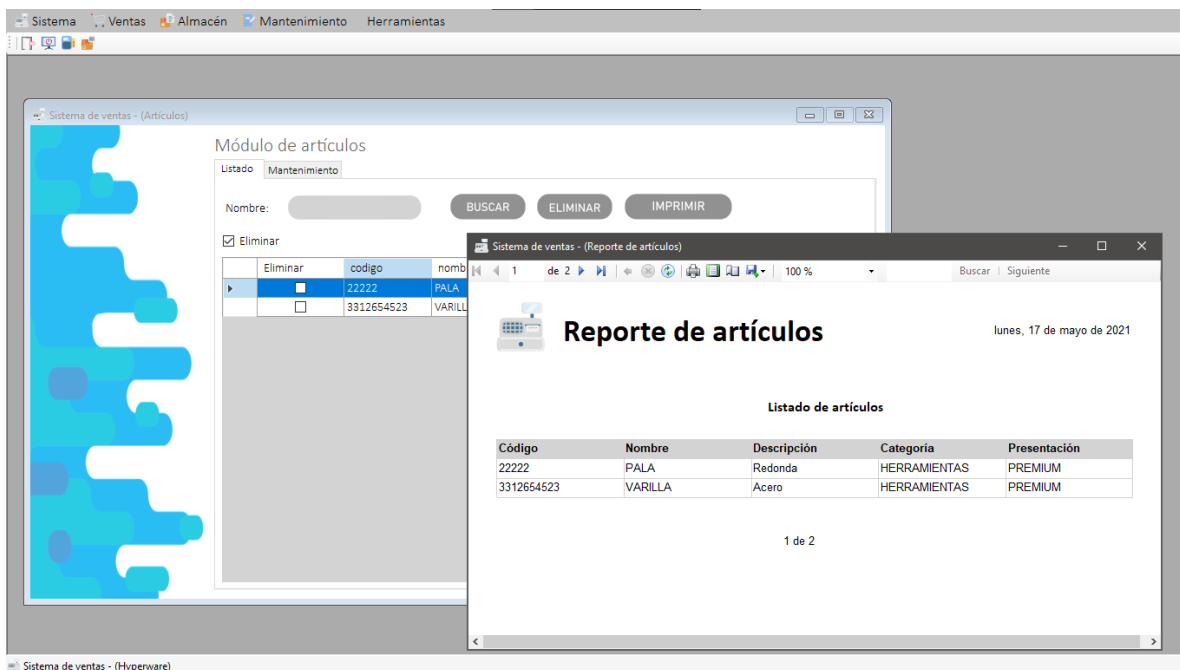 Sistema Ventas Almacén Mantenimiento Herramientas
Sistema de ventas - (Artículos)
Módulo de artículos
Listado Mantenimiento
Nombre: BUSCAR ELIMINAR IMPRIMIR
Eliminar
Eliminar codigo nomb
22222 PALA
3312654523 VARILL
Sistema de ventas - (Reporte de artículos)
1 de 2 100 % Buscar | Siguiente
Reporte de artículos
lunes, 17 de mayo de 2021
Listado de artículos
Código Nombre Descripción Categoría Presentación
22222 PALA Redonda HERRAMIENTAS PREMIUM
3312654523 VARILLA Acero HERRAMIENTAS PREMIUM
1 de 2
Sistema de ventas - (Hyperware)